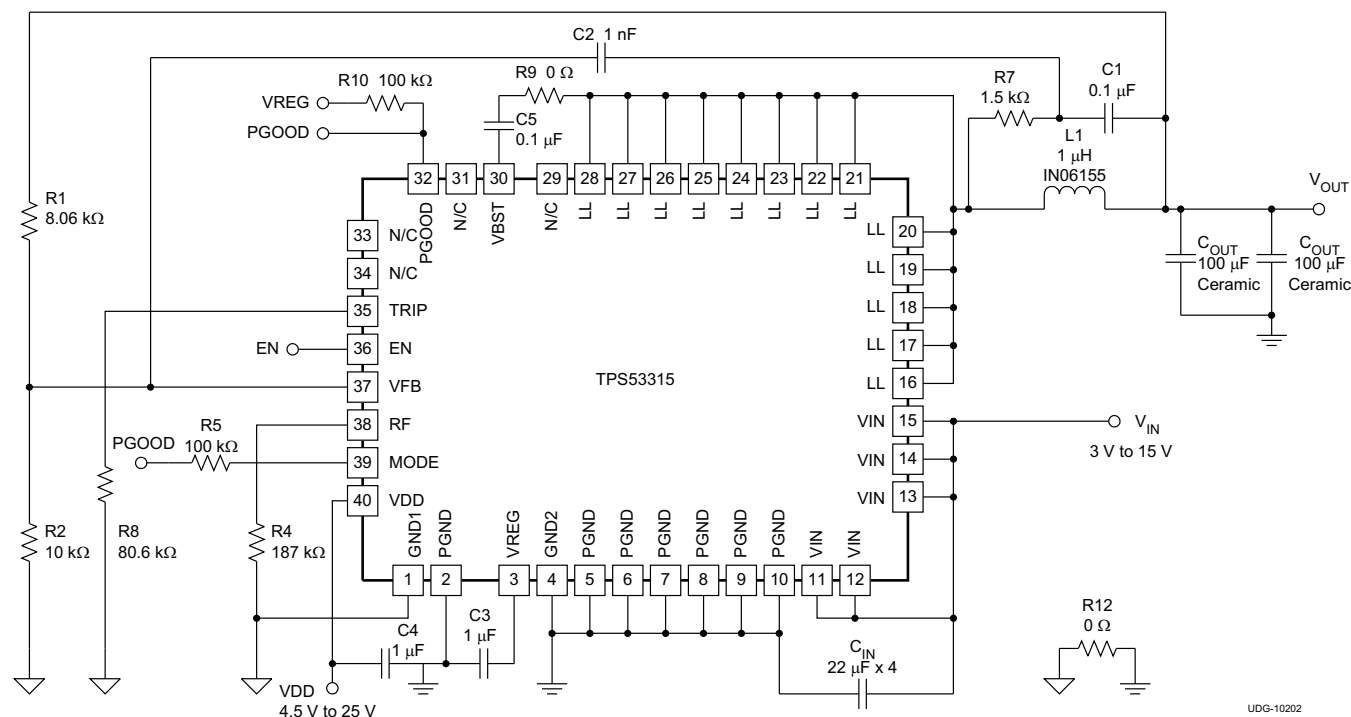 C2 1 nF
R9 0 Ω
R10 100 kΩ
VREG
PGOOD
C5
0.1 μF
R7
1.5 kΩ
C1
0.1 μF
L1
1 μH
IN06155
VOUT
R1
8.06 kΩ
32
31
30
29
28
27
26
25
24
23
22
21
PGOOD
N/C
VBST
N/C
LL
LL
LL
LL
LL
LL
LL
LL
33 N/C
34 N/C
35 TRIP
EN
36 EN
37 VFB
38 RF
PGOOD
R5
100 kΩ
39 MODE
40 VDD
TPS53315
LL 20
LL 19
LL 18
LL 17
LL 16
VIN 15
VIN 14
VIN 13
COUT
100 μF
Ceramic
COUT
100 μF
Ceramic
VIN
3 V to 15 V
R2
10 kΩ
R8
80.6 kΩ
R4
187 kΩ
GND1
PGND
VREG
GND2
PGND
PGND
PGND
PGND
PGND
PGND
VIN
VIN
1
2
3
4
5
6
7
8
9
10
11
12
C4
1 μF
C3
1 μF
CIN
22 μF x 4
R12
0 Ω
VDD
4.5 V to 25 V
UDG-10202